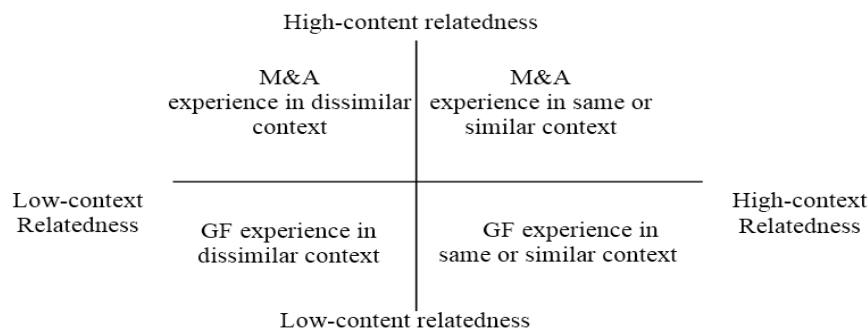 High-content relatedness
M&A
experience in dissimilar
context
M&A
experience in same or
similar context
Low-context
Relatedness
High-context
Relatedness
GF experience in
dissimilar context
GF experience in
same or similar context
Low-content relatedness